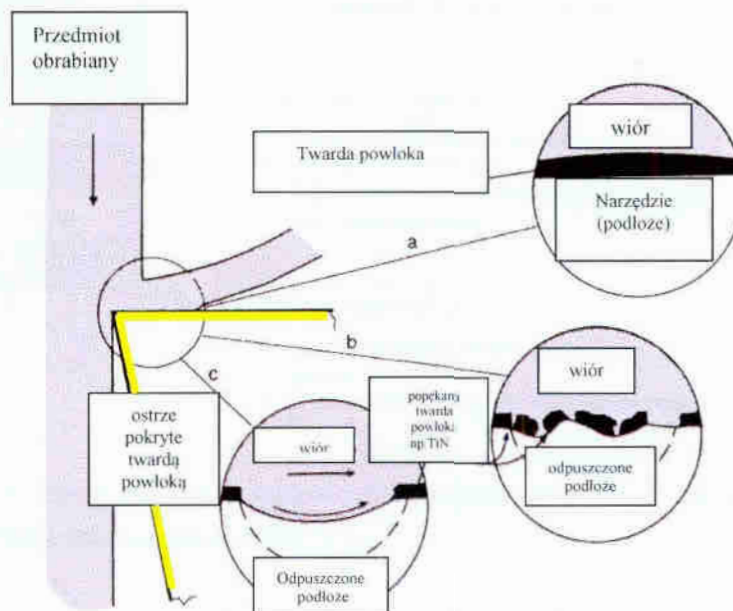 Przedmiot
obrabiany
Twarda powłoka
wiór
Narzędzie
(podłoże)
a
b
c
ostrze
pokryte
twardą
powłoką
wiór
Odpuszczone
podłoże
popękana
twarda
powłoka
np.TiN
wiór
odpuszczone
podłoże